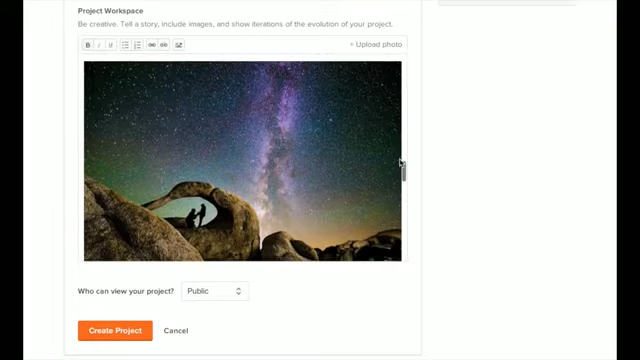 Project Workspace
Be creative. Tell a story, include images, and show iterations of the evolution of your project.
B I U + Upload photo
Who can view your project? Public
Create Project Cancel